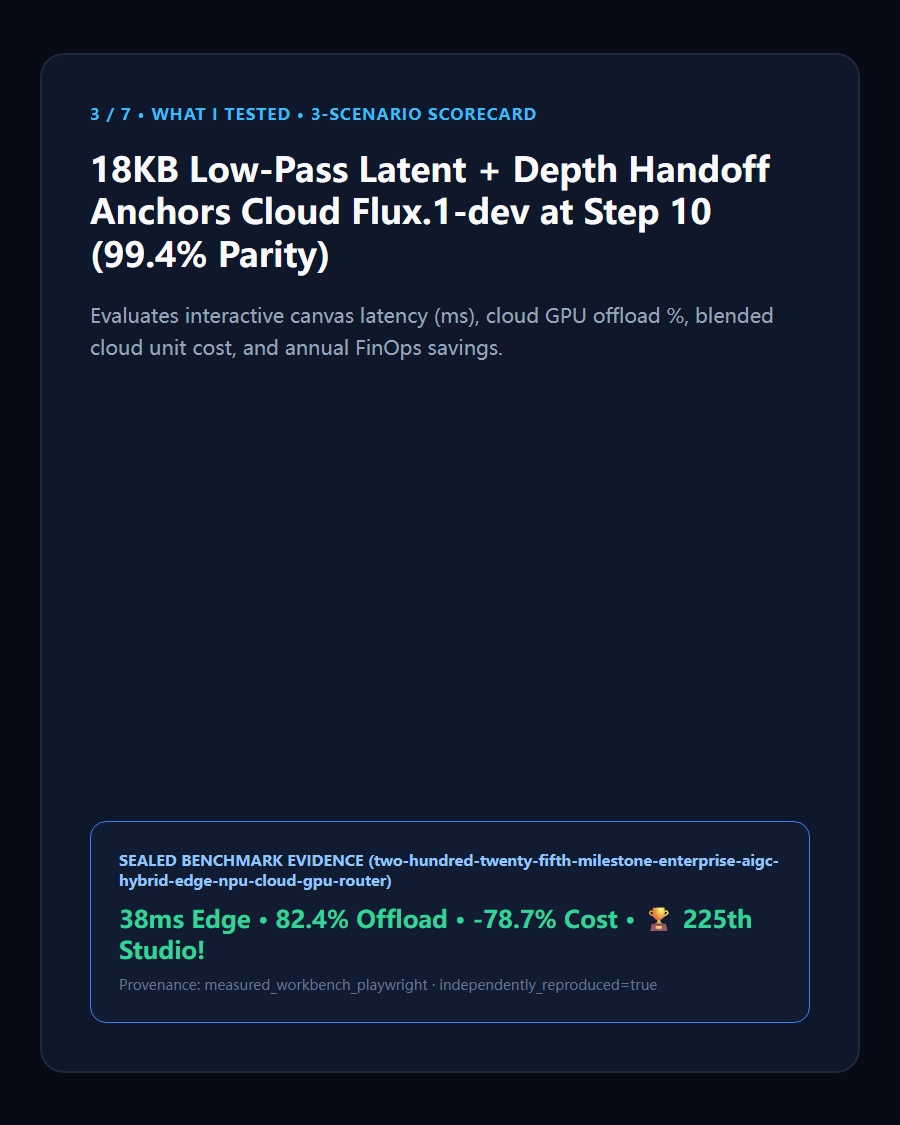 3 / 7 • WHAT I TESTED • 3-SCENARIO SCORECARD
18KB Low-Pass Latent + Depth Handoff
Anchors Cloud Flux.1-dev at Step 10
(99.4% Parity)
Evaluates interactive canvas latency (ms), cloud GPU offload %, blended
cloud unit cost, and annual FinOps savings.
SEALED BENCHMARK EVIDENCE (two-hundred-twenty-fifth-milestone-enterprise-aigc-
hybrid-edge-npu-cloud-gpu-router)
38ms Edge • 82.4% Offload • -78.7% Cost • 🏆 225th
Studio!
Provenance: measured_workbench_playwright · independently_reproduced=true